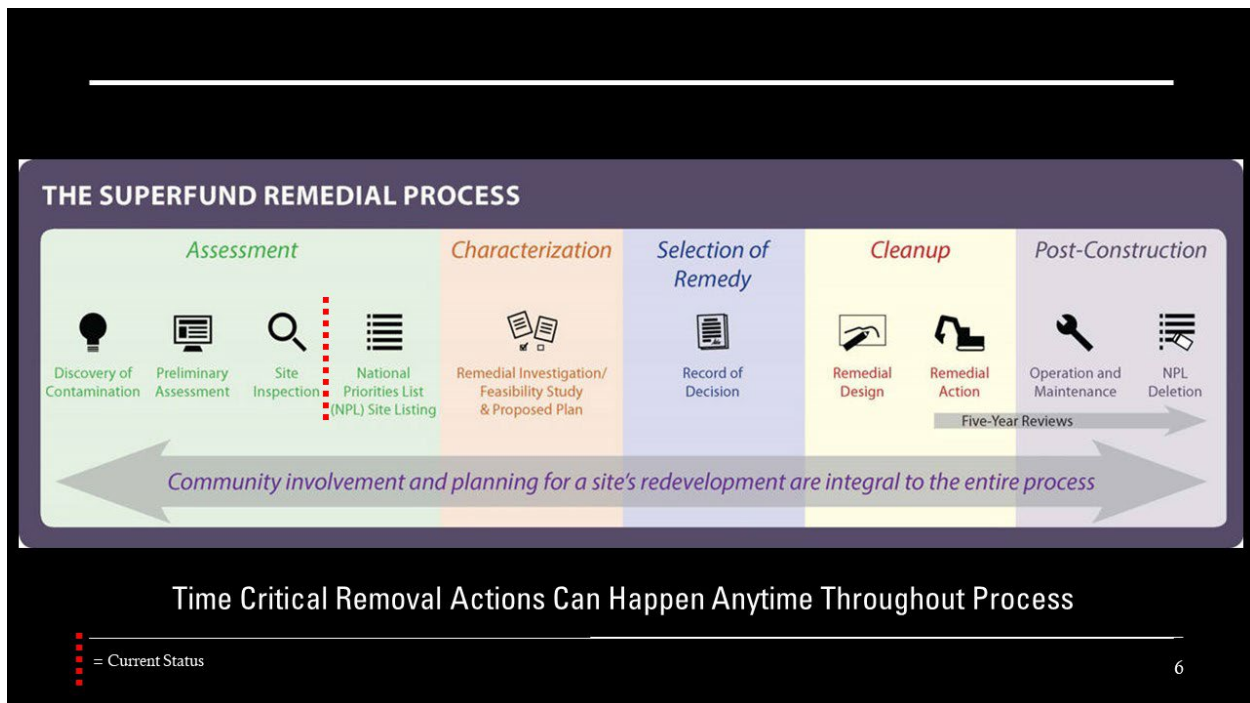 THE SUPERFUND REMEDIAL PROCESS
Assessment
Discovery of
Contamination
Preliminary
Assessment
Site
Inspection
National
Priorities List
(NPL) Site Listing
Characterization
Remedial Investigation/
Feasibility Study
& Proposed Plan
Selection of
Remedy
Record of
Decision
Cleanup
Remedial
Design
Remedial
Action
Post-Construction
Operation and
Maintenance
NPL
Deletion
Five-Year Reviews
Community involvement and planning for a site's redevelopment are integral to the entire process
Time Critical Removal Actions Can Happen Anytime Throughout Process
= Current Status
6